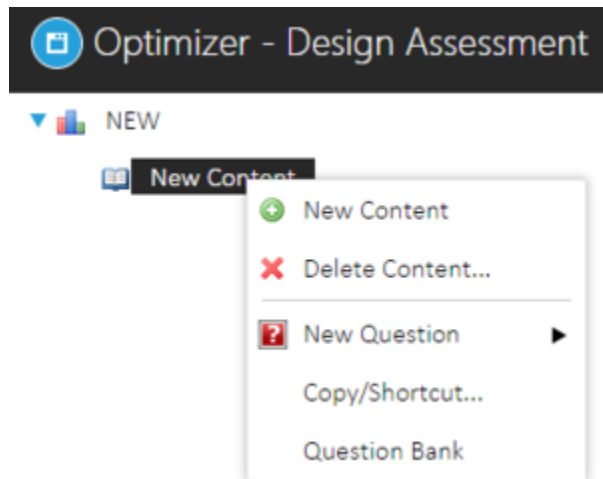 Optimizer - Design Assessment
NEW
New Content
New Content
Delete Content...
New Question
Copy/Shortcut...
Question Bank